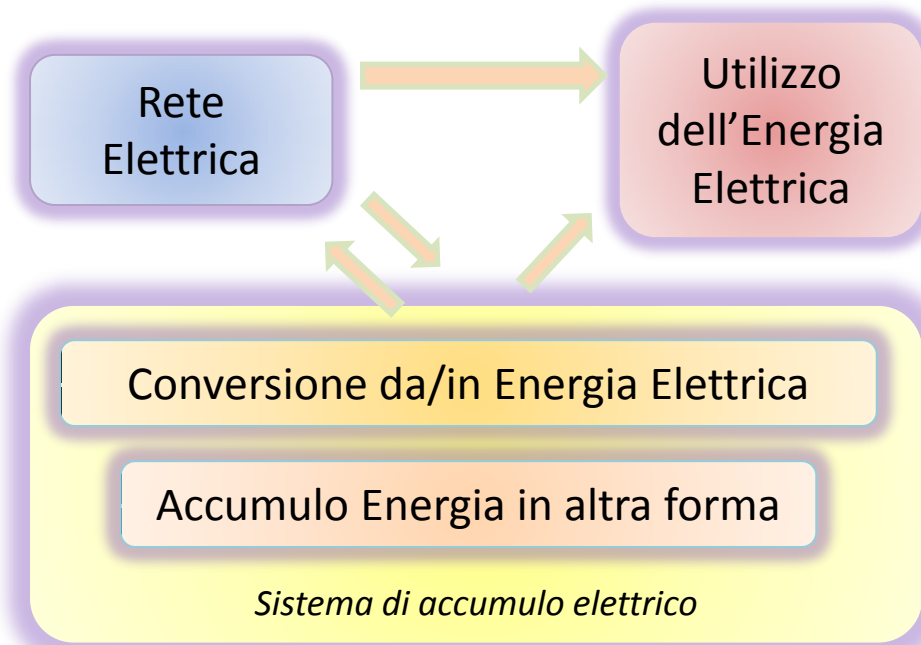 Rete
Elettrica
Utilizzo
dell’Energia
Elettrica
Conversione da/in Energia Elettrica
Accumulo Energia in altra forma
Sistema di accumulo elettrico